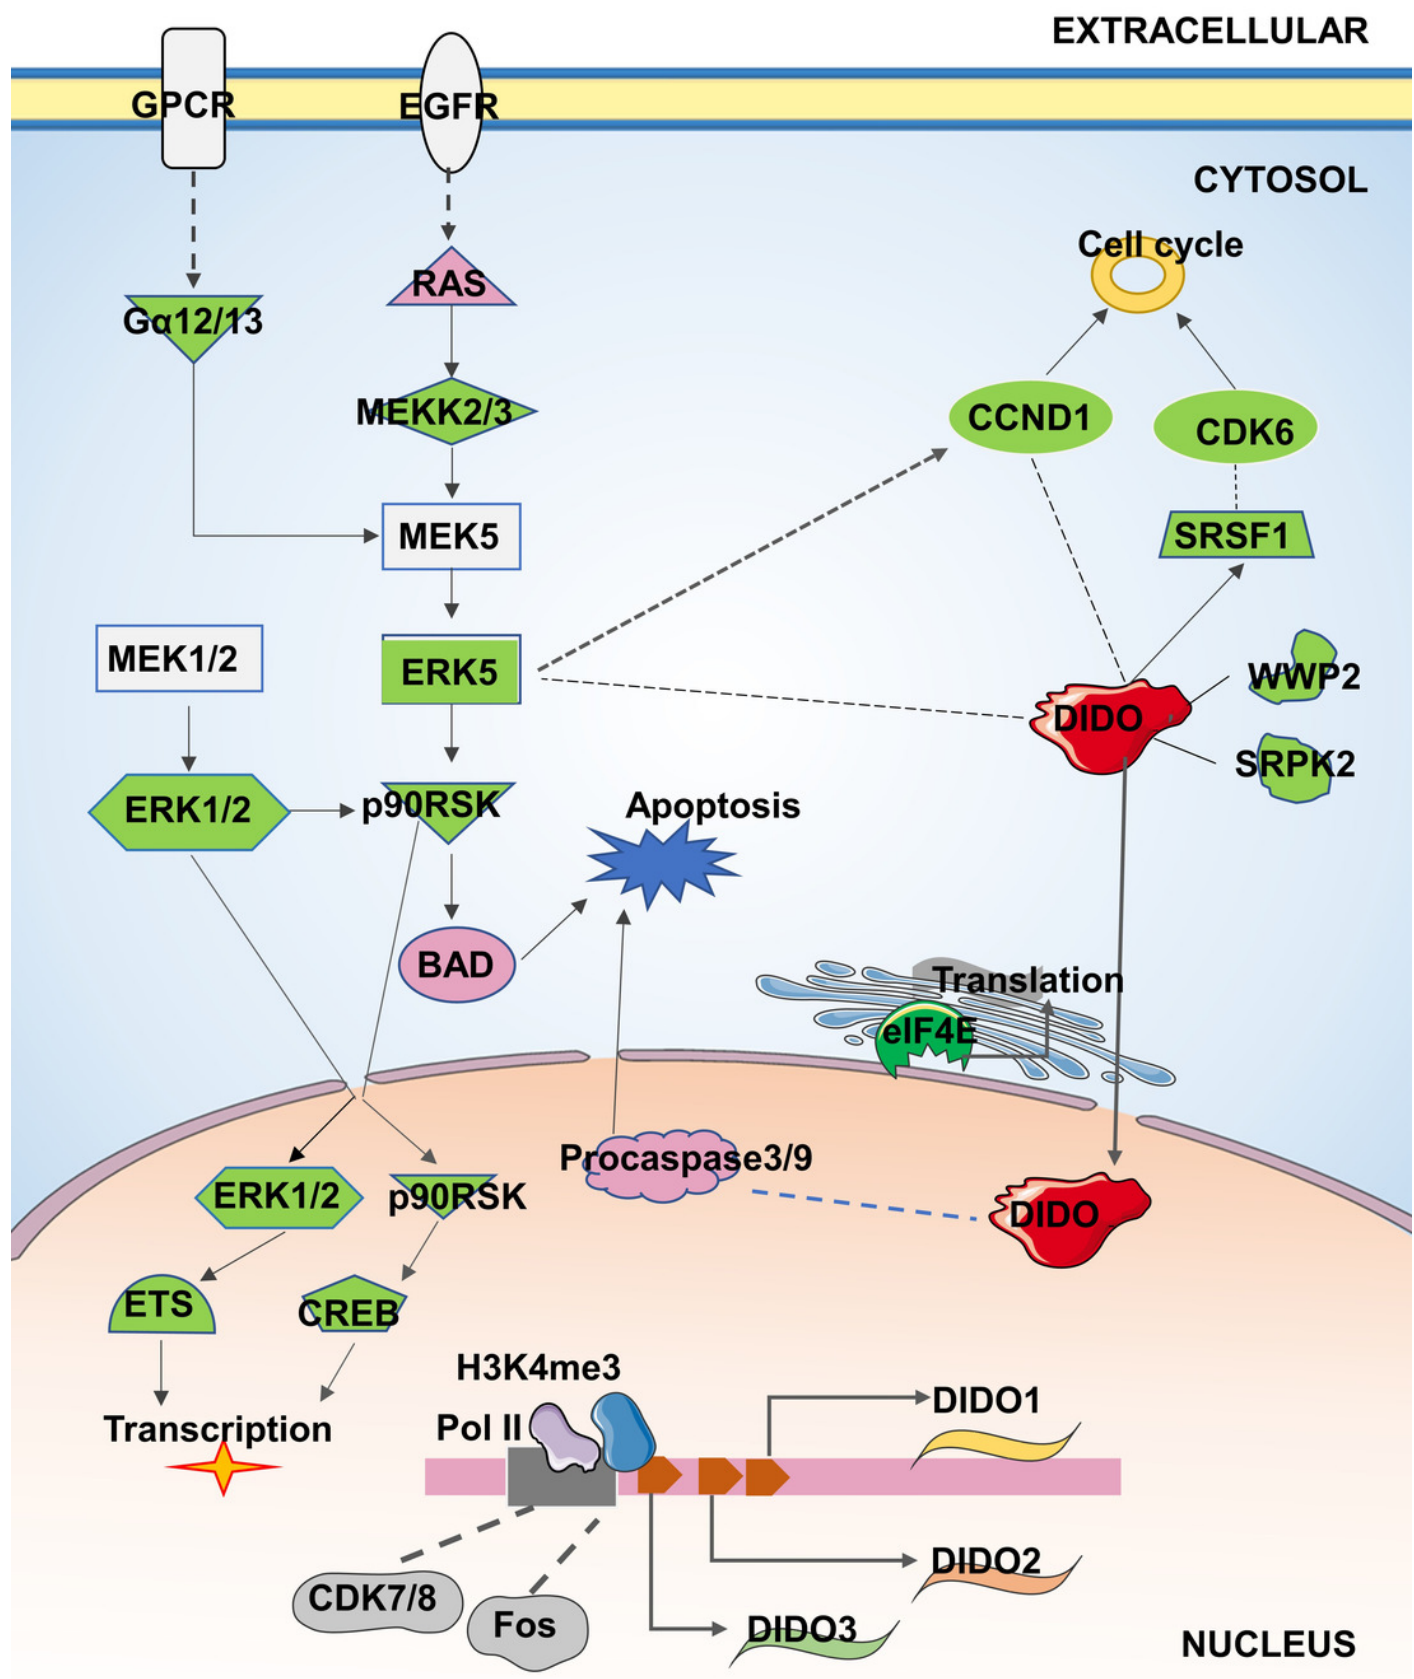 EXTRACELLULAR
GPCR
EGFR
CYTOSOL
Cell cycle
RAS
Gα12/13
MEKK2/3
CCND1
CDK6
MEK5
SRSF1
MEK1/2
ERK5
WWP2
DIDO
SRPK2
ERK1/2
p90RSK
Apoptosis
BAD
Translation
eIF4E
Procaspase3/9
ERK1/2
p90RSK
DIDO
ETS
CREB
H3K4me3
DIDO1
Pol II
Transcription
DIDO2
CDK7/8
Fos
DIDO3
NUCLEUS